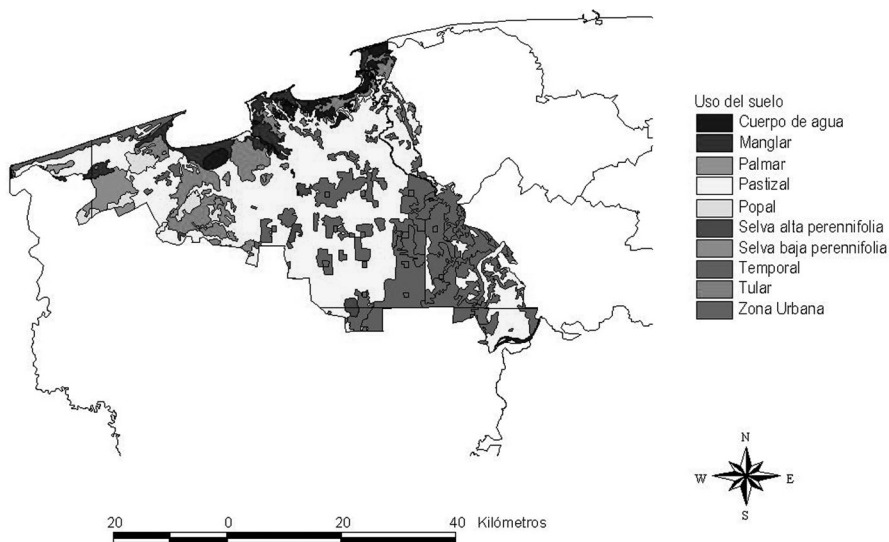 Uso del suelo
Cuerpo de agua
Manglar
Palmar
Pastizal
Popal
Selva alta perennifolia
Selva baja perennifolia
Temporal
Tular
Zona Urbana
N
W E
S
20 0 20 40 Kilómetros